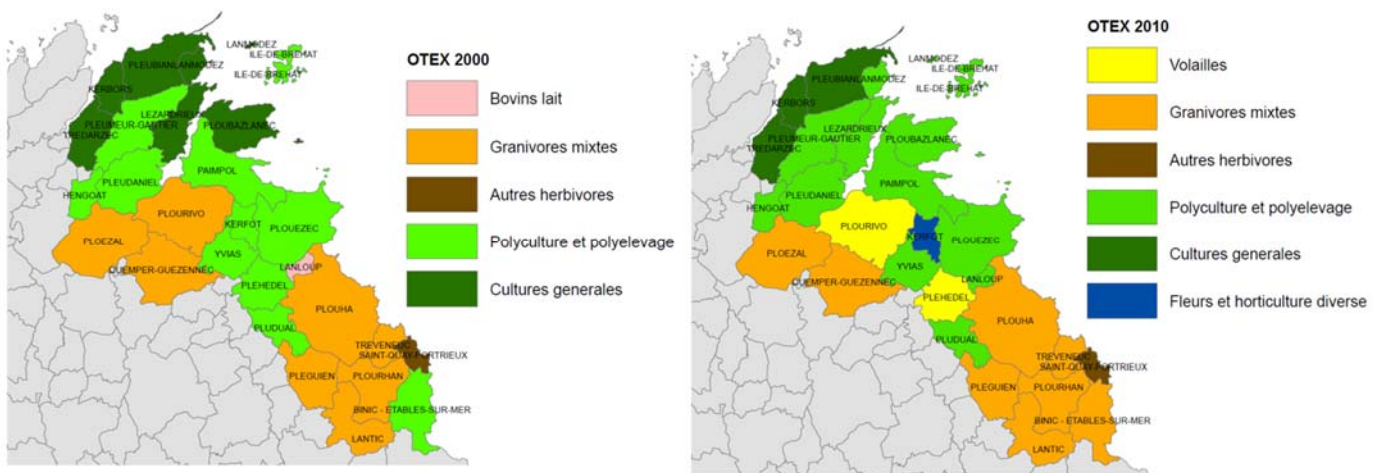 OTEX 2000
Bovins lait
Granivores mixtes
Autres herbivores
Polyculture et polyelevage
Cultures generales
LANMODEZ
ILE-DE-BREHAT
PLEUBIANLANMODEZ
ILE-DE-BREHAT
KERBORS
LEZARDRIEUX
PLOUBAZLANEC
PLEUMEUR-GAUTIER
TREDARZEC
PAIMPOL
PLEUDANIEL
HENGOAT
PLOURIVO
KERFOT
PLOUEZEC
PLOEZAL
YVIAS
QUEMPER-GUEZENNEC
LANLOUP
PLEHEDEL
PLOUHA
PLUDUAL
TREVENEUC
SAINT-QUAY-PORTRIEUX
PLEGUIEN
PLOURHAN
BINIC - ETABLES-SUR-MER
LANTIC
OTEX 2010
Volailles
Granivores mixtes
Autres herbivores
Polyculture et polyelevage
Cultures generales
Fleurs et horticulture diverse
LANMODEZ
ILE-DE-BREHAT
PLEUBIANLANMODEZ
ILE-DE-BREHAT
KERBORS
LEZARDRIEUX
PLOUBAZLANEC
PLEUMEUR-GAUTIER
TREDARZEC
PAIMPOL
PLEUDANIEL
HENGOAT
PLOURIVO
KERFOT
PLOUEZEC
PLOEZAL
YVIAS
QUEMPER-GUEZENNEC
LANLOUP
PLEHEDEL
PLOUHA
PLUDUAL
TREVENEUC
SAINT-QUAY-PORTRIEUX
PLEGUIEN
PLOURHAN
BINIC - ETABLES-SUR-MER
LANTIC